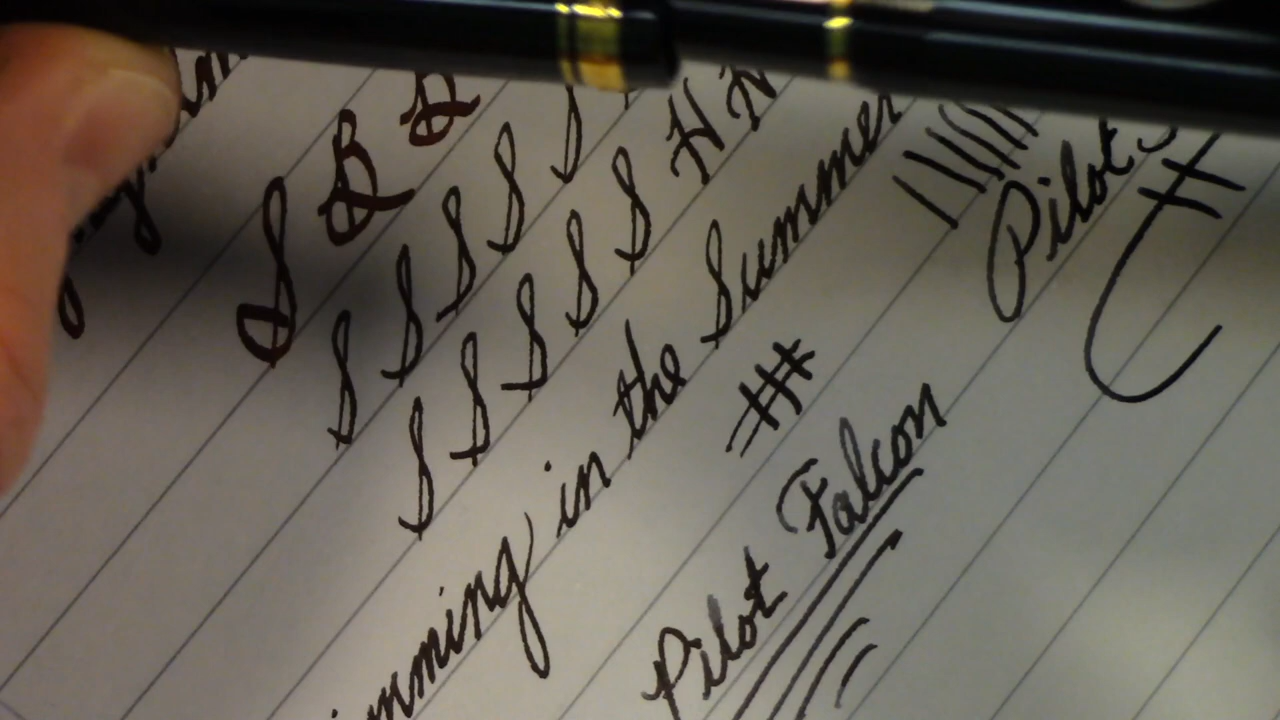 S B D
S S S S S
S S S S S H H
mming in the Summer
Pilot
Pilot Falcon